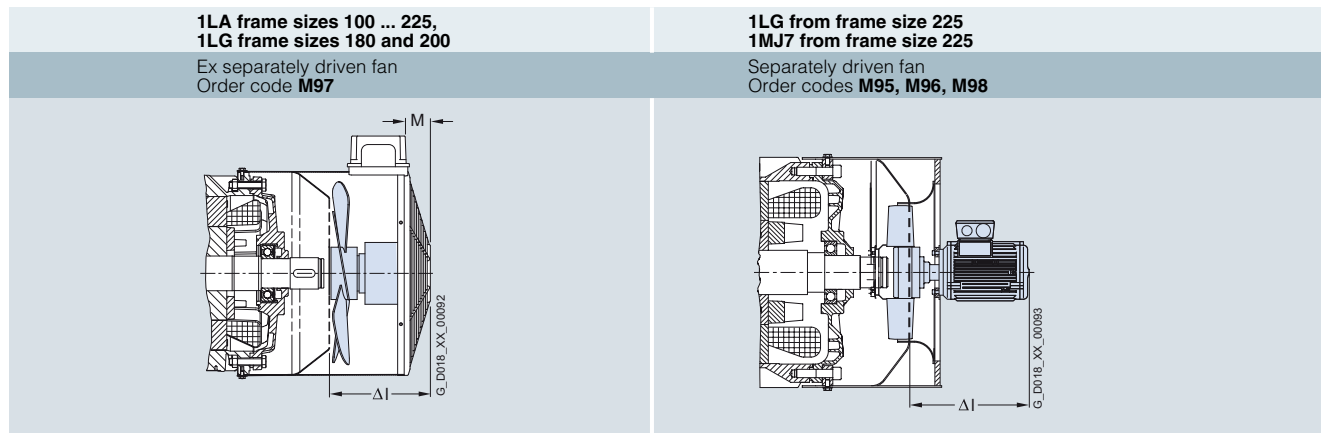 1LA frame sizes 100 ... 225,
1LG frame sizes 180 and 200
Ex separately driven fan
Order code M97
M
Δl
G_D018_XX_00092
1LG from frame size 225
1MJ7 from frame size 225
Separately driven fan
Order codes M95, M96, M98
Δl
G_D018_XX_00093